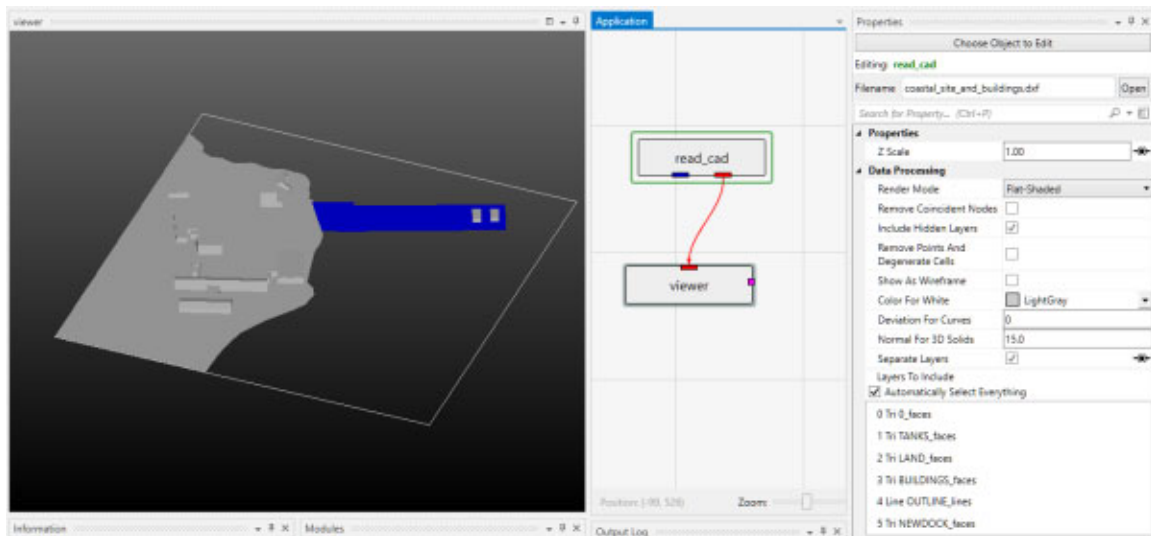 viewer
Application
Properties
Choose Object to Edit
Editing: read_cad
Filename coastal_site_and_buildings.dxf Open
Search for Property... (Ctrl+P)
Properties
Z Scale 1.00
Data Processing
Render Mode Flat-Shaded
Remove Coincident Nodes
Include Hidden Layers
Remove Points And
Degenerate Cells
Show As Wireframe
Color For White LightGray
Deviation For Curves 0
Normal For 3D Solids 15.0
Separate Layers
Layers To Include
Automatically Select Everything
0 Tri 0_faces
1 Tri TANKS_faces
2 Tri LAND_faces
3 Tri BUILDINGS_faces
4 Line OUTLINE_lines
5 Tri NEWDOCK_faces
read_cad
viewer
Position: (-99, 526) Zoom:
Information
Modules
Output Log